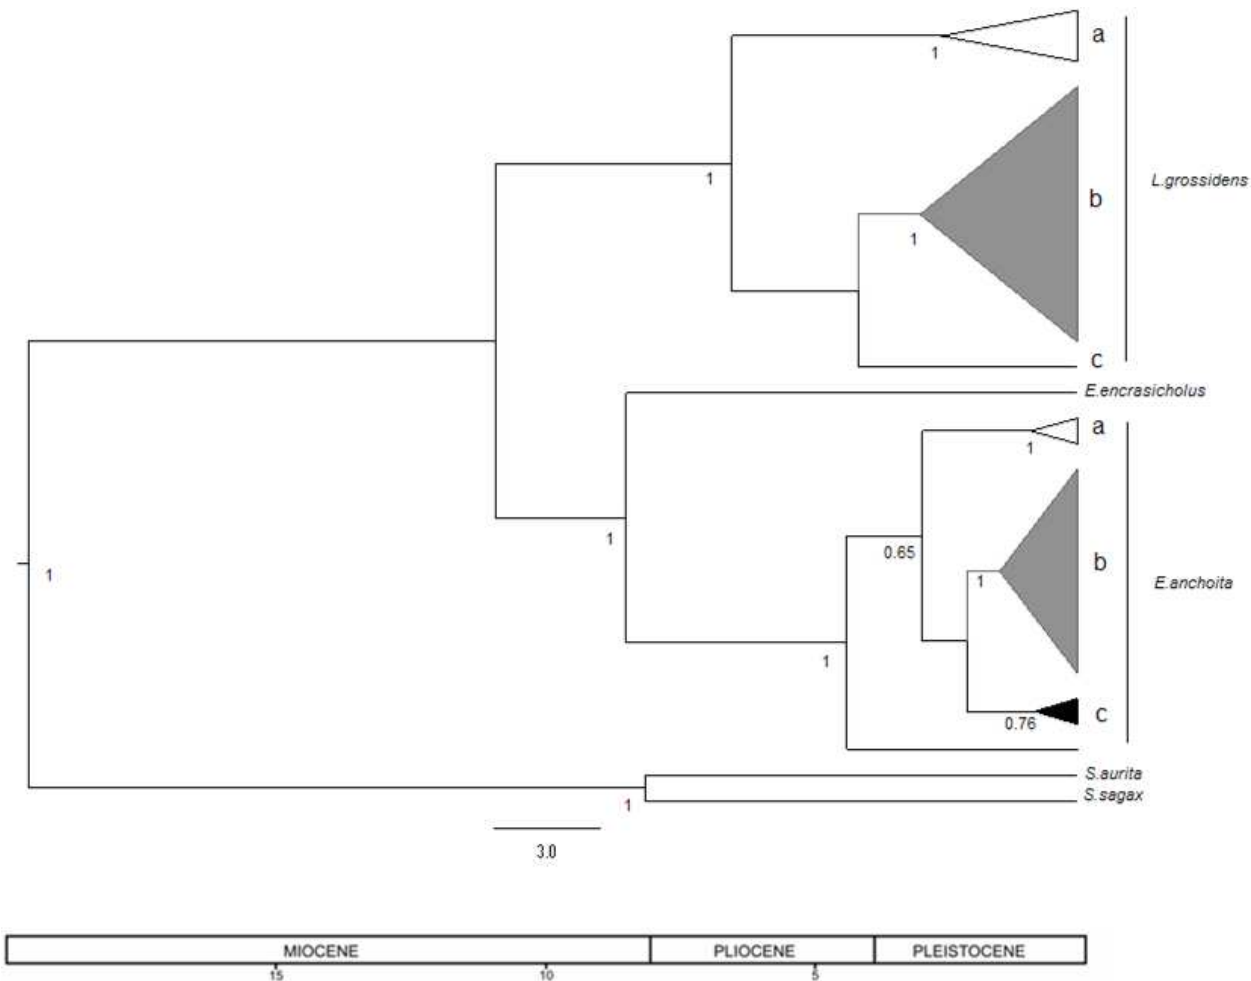 a
1
L.grossidens
1
b
1
c
E.encrasicholus
a
1
1
0.65
b
1
1
E.anchoita
1
c
0.76
S.aurita
S.sagax
1
3.0
MIOCENE PLIOCENE PLEISTOCENE
15 10 5